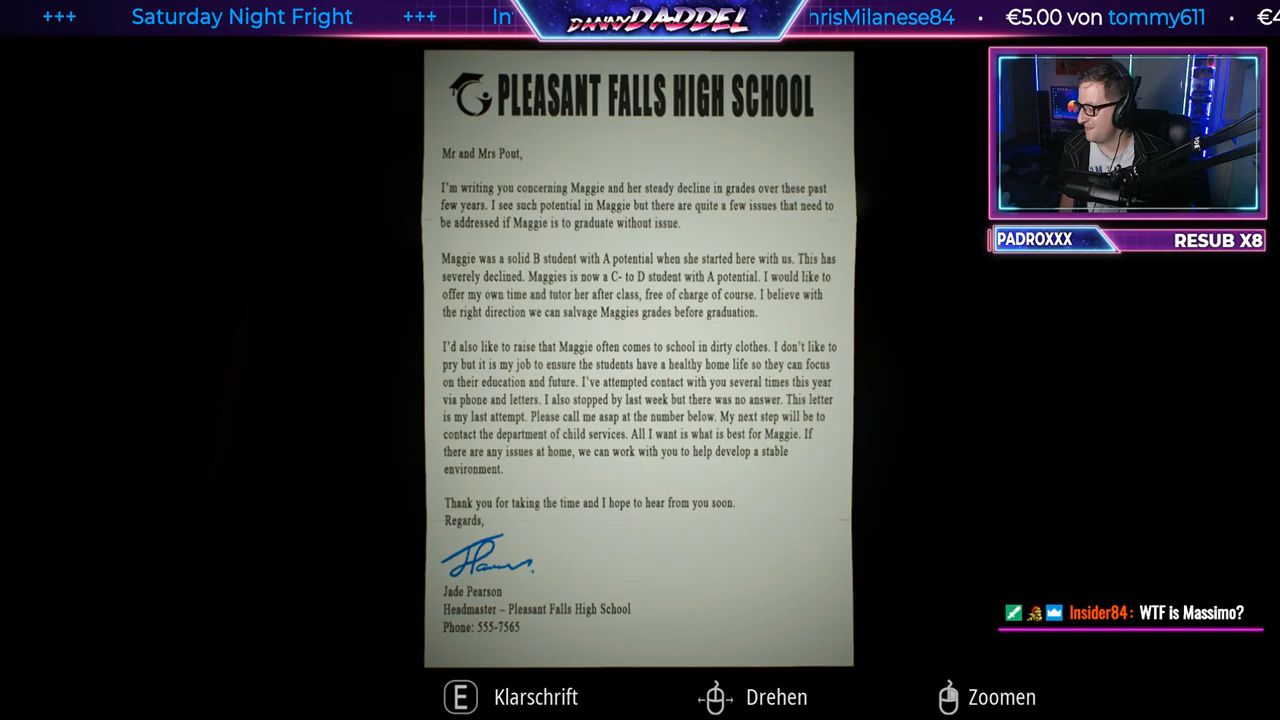 +++ Saturday Night Fright +++ In
DANNYDADDEL
hrisMilanese84 • €5.00 von tommy611 •
PLEASANT FALLS HIGH SCHOOL
Mr and Mrs Pout,
I'm writing you concerning Maggie and her steady decline in grades over these past
few years. I see such potential in Maggie but there are quite a few issues that need to
be addressed if Maggie is to graduate without issue.
Maggie was a solid B student with A potential when she started here with us. This has
severely declined. Maggies is now a C- to D student with A potential. I would like to
offer my own time and tutor her after class, free of charge of course. I believe with
the right direction we can salvage Maggies grades before graduation.
I'd also like to raise that Maggie often comes to school in dirty clothes. I don't like to
pry but it is my job to ensure the students have a healthy home life so they can focus
on their education and future. I've attempted contact with you several times this year
via phone and letters. I also stopped by last week but there was no answer. This letter
is my last attempt. Please call me asap at the number below. My next step will be to
contact the department of child services. All I want is what is best for Maggie. If
there are any issues at home, we can work with you to help develop a stable
environment.
Thank you for taking the time and I hope to hear from you soon.
Regards,
Jade Pearson
Headmaster – Pleasant Falls High School
Phone: 555-7565
PADROXXX RESUB X8
Insider84: WTF is Massimo?
E Klarschrift Drehen Zoomen